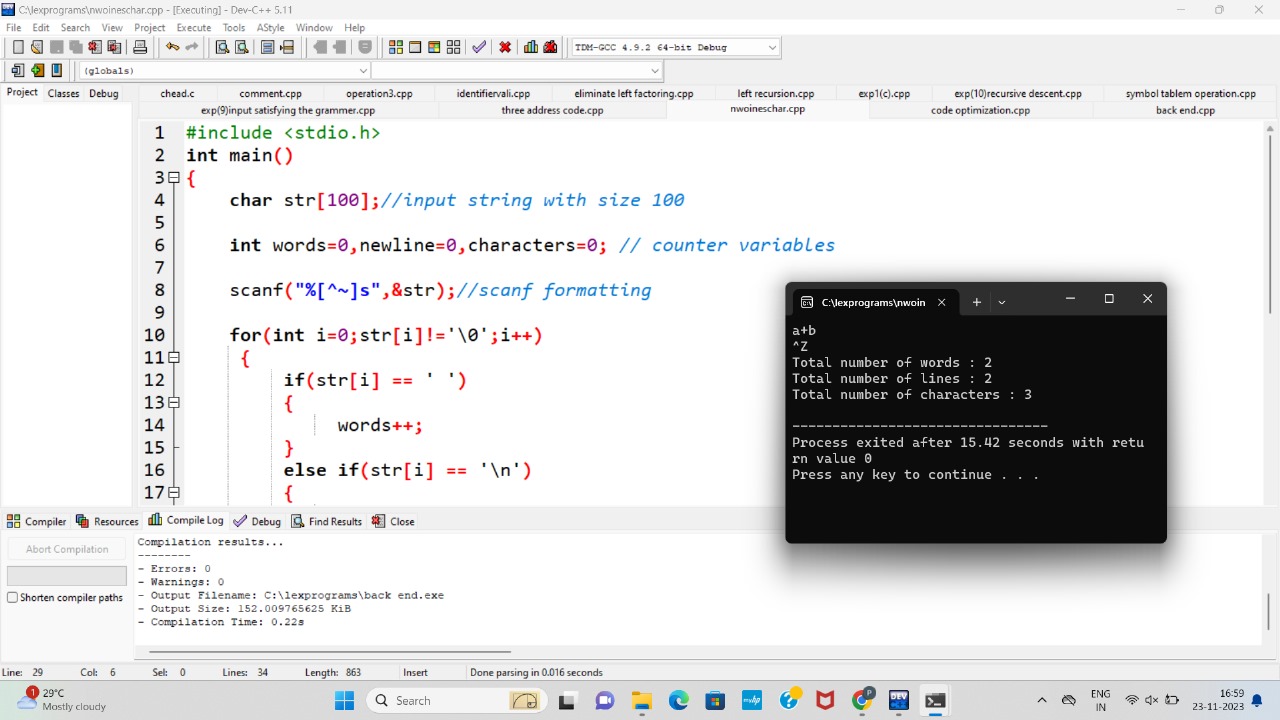 C:\lexprograms\nwoineschar.cpp - [Executing] - Dev-C++ 5.11
File Edit Search View Project Execute Tools AStyle Window Help
TDM-GCC 4.9.2 64-bit Debug
(globals)
Project Classes Debug
chead.c comment.cpp operation3.cpp identifiervali.cpp eliminate left factoring.cpp left recursion.cpp exp1(c).cpp exp(10)recursive descent.cpp symbol tablem operation.cpp
exp(9)input satisfying the grammer.cpp three address code.cpp nwoineschar.cpp code optimization.cpp back end.cpp
1 #include <stdio.h>
2 int main()
3 {
4 char str[100];//input string with size 100
5
6 int words=0,newline=0,characters=0; // counter variables
7
8 scanf("%[^~]s",&str);//scanf formatting
9
10 for(int i=0;str[i]!='\0';i++)
11 {
12 if(str[i] == ' ')
13 {
14 words++;
15 }
16 else if(str[i] == '\n')
17 {
C:\lexprograms\nwoin
a+b
^Z
Total number of words : 2
Total number of lines : 2
Total number of characters : 3
--------------------------------
Process exited after 15.42 seconds with retu
rn value 0
Press any key to continue . . .
Compiler Resources Compile Log Debug Find Results Close
Abort Compilation
Shorten compiler paths
Compilation results...
--------
- Errors: 0
- Warnings: 0
- Output Filename: C:\lexprograms\back end.exe
- Output Size: 152.009765625 KiB
- Compilation Time: 0.22s
Line: 29 Col: 6 Sel: 0 Lines: 34 Length: 863 Insert Done parsing in 0.016 seconds
1
29°C
Mostly cloudy
Search
myhp
P
DEV
ENG
IN
16:59
23-11-2023